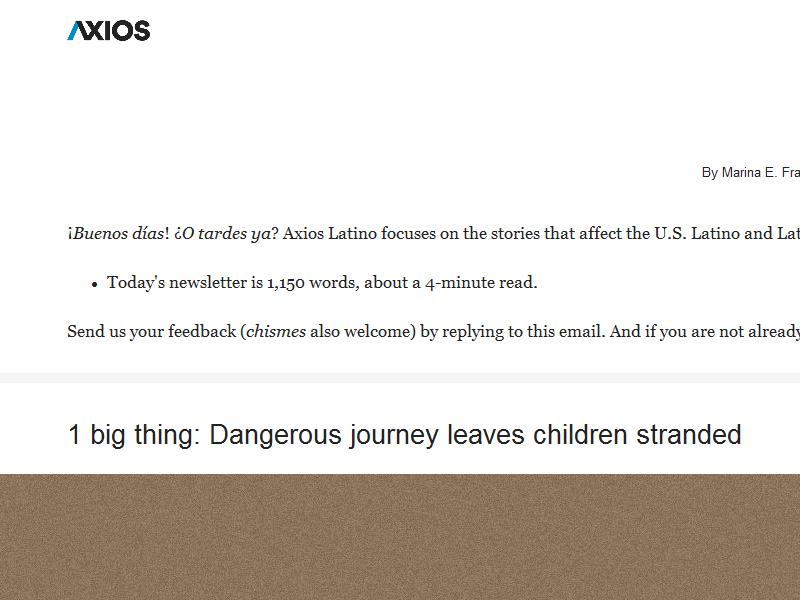 AXIOS
By Marina E.
¡Buenos días! ¿O tardes ya? Axios Latino focuses on the stories that affect the U.S. Latino and
Today's newsletter is 1,150 words, about a 4-minute read.
Send us your feedback (chismes also welcome) by replying to this email. And if you are not already
1 big thing: Dangerous journey leaves children stranded